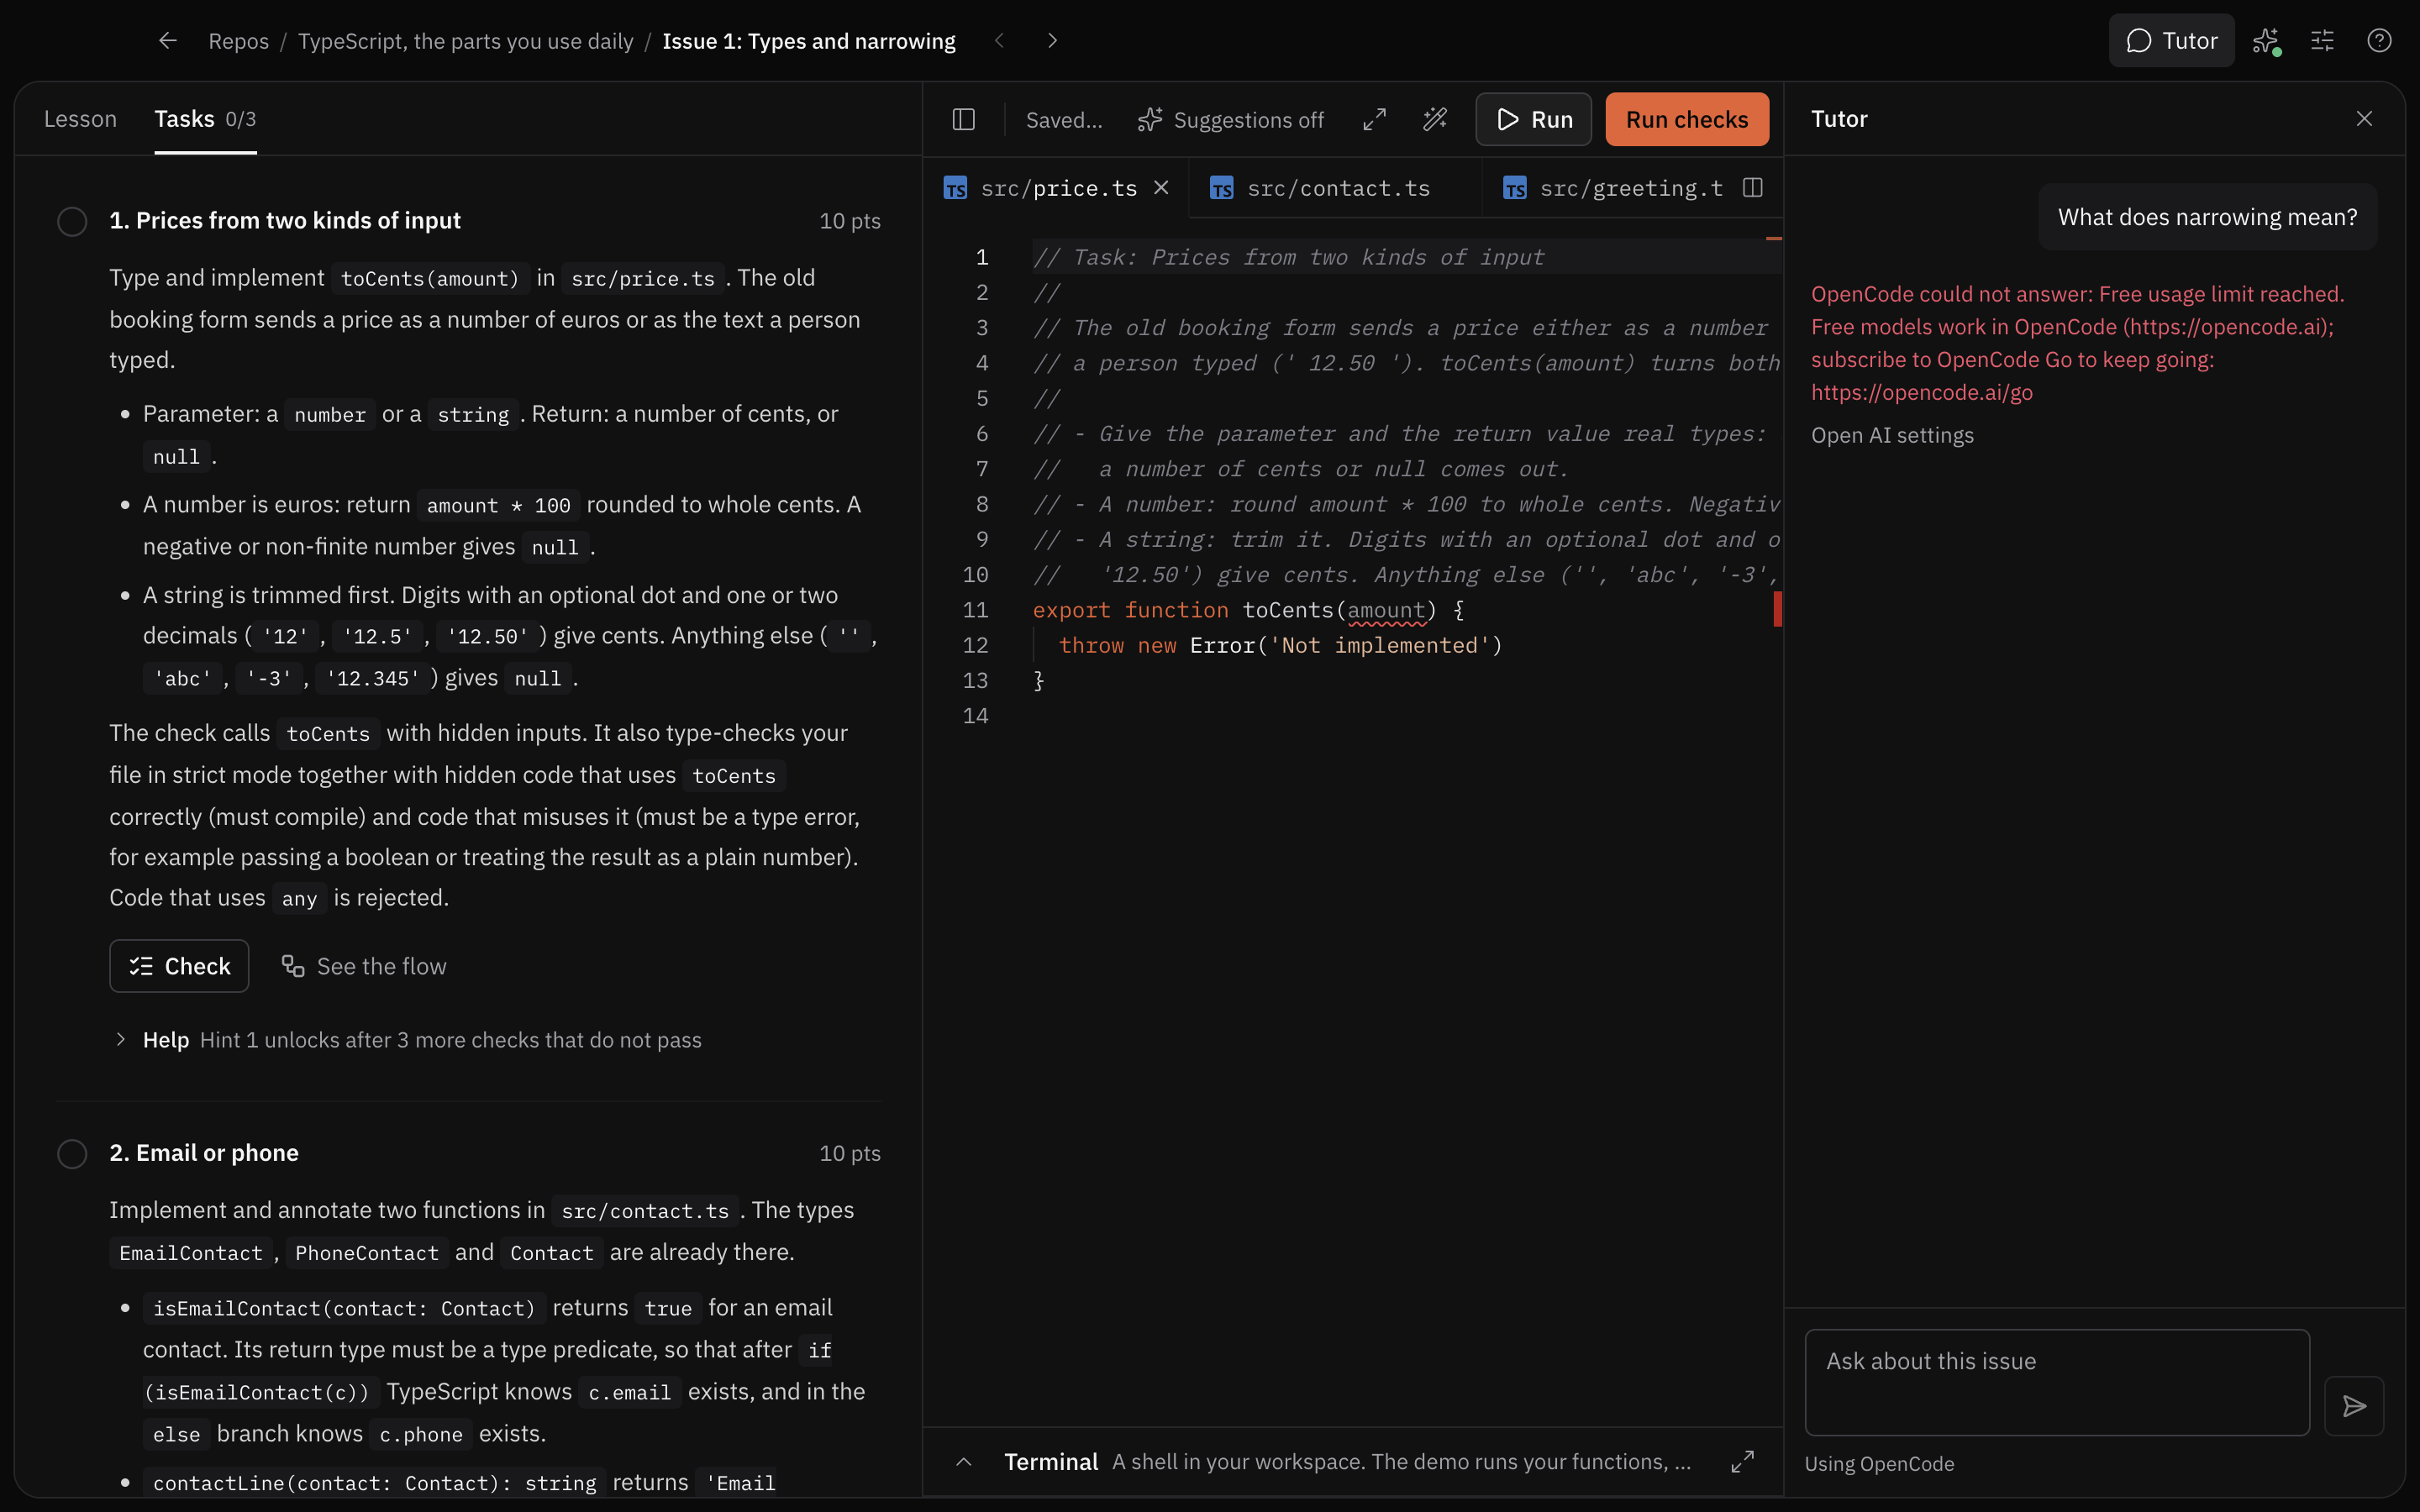 Repos / TypeScript, the parts you use daily / Issue 1: Types and narrowing
Tutor
Lesson
Tasks 0/3
1. Prices from two kinds of input
10 pts
Type and implement toCents(amount) in src/price.ts. The old
booking form sends a price as a number of euros or as the text a person
typed.
• Parameter: a number or a string. Return: a number of cents, or
null.
• A number is euros: return amount * 100 rounded to whole cents. A
negative or non-finite number gives null.
• A string is trimmed first. Digits with an optional dot and one or two
decimals ('12', '12.5', '12.50') give cents. Anything else ('',
'abc', '-3', '12.345') gives null.
The check calls toCents with hidden inputs. It also type-checks your
file in strict mode together with hidden code that uses toCents
correctly (must compile) and code that misuses it (must be a type error,
for example passing a boolean or treating the result as a plain number).
Code that uses any is rejected.
Check
See the flow
Help Hint 1 unlocks after 3 more checks that do not pass
2. Email or phone
10 pts
Implement and annotate two functions in src/contact.ts. The types
EmailContact, PhoneContact and Contact are already there.
• isEmailContact(contact: Contact) returns true for an email
contact. Its return type must be a type predicate, so that after if
(isEmailContact(c)) TypeScript knows c.email exists, and in the
else branch knows c.phone exists.
• contactLine(contact: Contact): string returns 'Email
Saved...
Suggestions off
Run
Run checks
TS src/price.ts
TS src/contact.ts
TS src/greeting.t
1 // Task: Prices from two kinds of input
2 //
3 // The old booking form sends a price either as a number
4 // a person typed (' 12.50 '). toCents(amount) turns both
5 //
6 // - Give the parameter and the return value real types:
7 //   a number of cents or null comes out.
8 // - A number: round amount * 100 to whole cents. Negativ
9 // - A string: trim it. Digits with an optional dot and o
10 //   '12.50') give cents. Anything else ('', 'abc', '-3',
11 export function toCents(amount) {
12   throw new Error('Not implemented')
13 }
14
Terminal A shell in your workspace. The demo runs your functions, ...
Tutor
What does narrowing mean?
OpenCode could not answer: Free usage limit reached.
Free models work in OpenCode (https://opencode.ai);
subscribe to OpenCode Go to keep going:
https://opencode.ai/go
Open AI settings
Ask about this issue
Using OpenCode